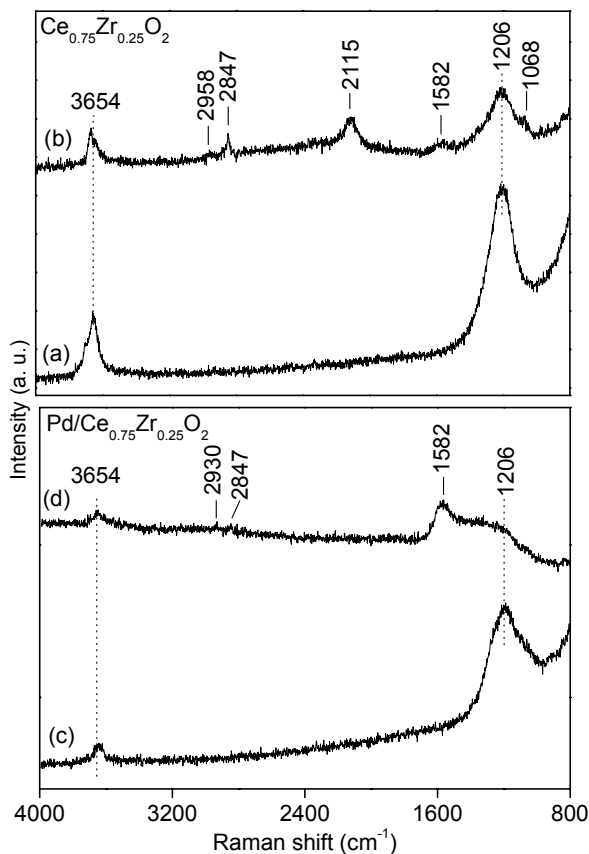 Ce0.75Zr0.25O2
3654
2958
2847
2115
1582
1206
1068
(b)
(a)
Intensity (a. u.)
Pd/Ce0.75Zr0.25O2
3654
2930
2847
1582
1206
(d)
(c)
4000 3200 2400 1600 800
Raman shift (cm-1)